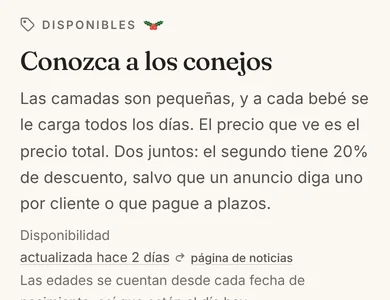 DISPONIBLES
Conozca a los conejos
Las camadas son pequeñas, y a cada bebé se
le carga todos los días. El precio que ve es el
precio total. Dos juntos: el segundo tiene 20%
de descuento, salvo que un anuncio diga uno
por cliente o que pague a plazos.
Disponibilidad
actualizada hace 2 días página de noticias
Las edades se cuentan desde cada fecha de